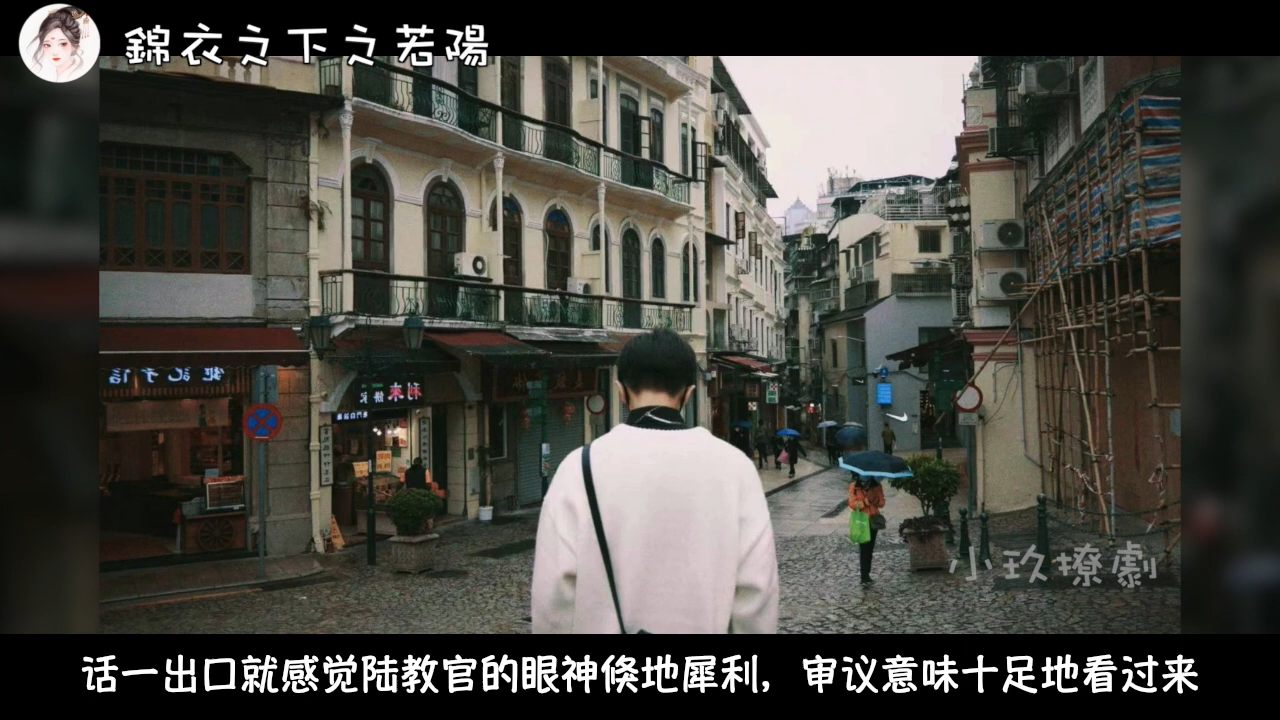 錦衣之下之若陽
利来
小玖撩劇
话一出口就感觉陆教官的眼神倏地犀利，审议意味十足地看过来